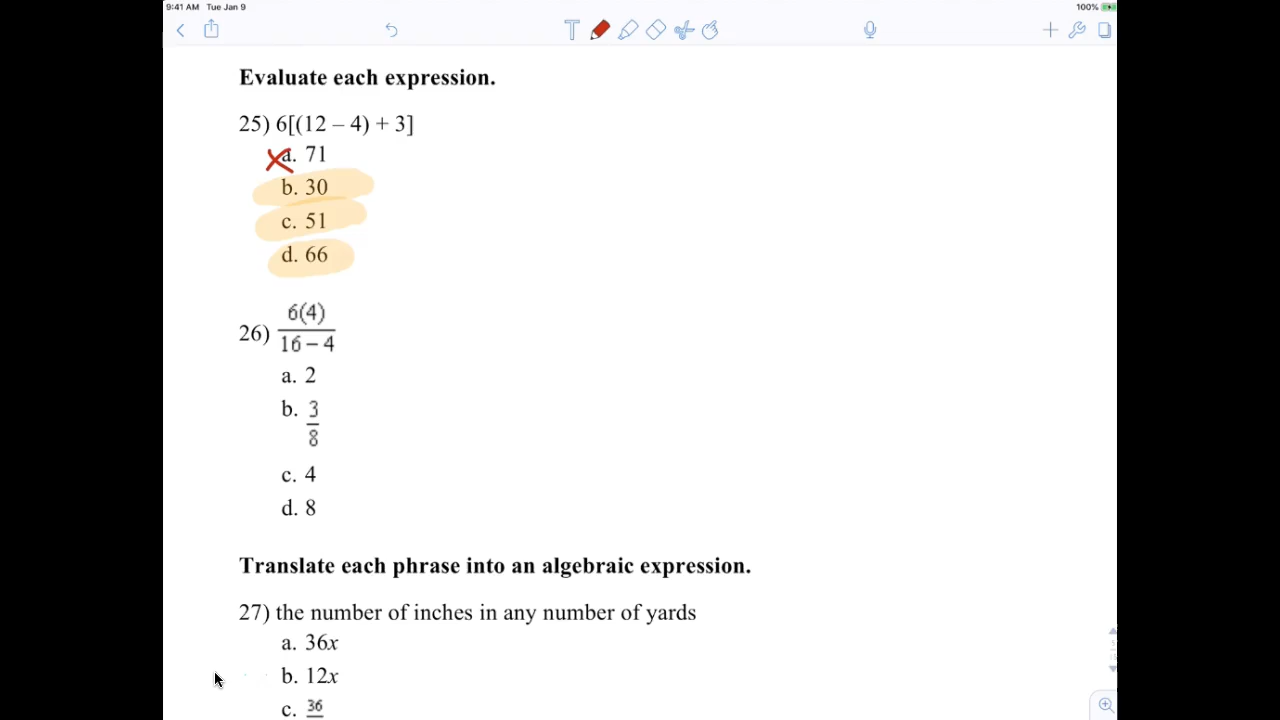 9:41 AM Tue Jan 9
100%
Evaluate each expression.
25) 6[(12 – 4) + 3]
a. 71
b. 30
c. 51
d. 66
26) 6(4)
16 – 4
a. 2
b. 3
8
c. 4
d. 8
Translate each phrase into an algebraic expression.
27) the number of inches in any number of yards
a. 36x
b. 12x
c. 36